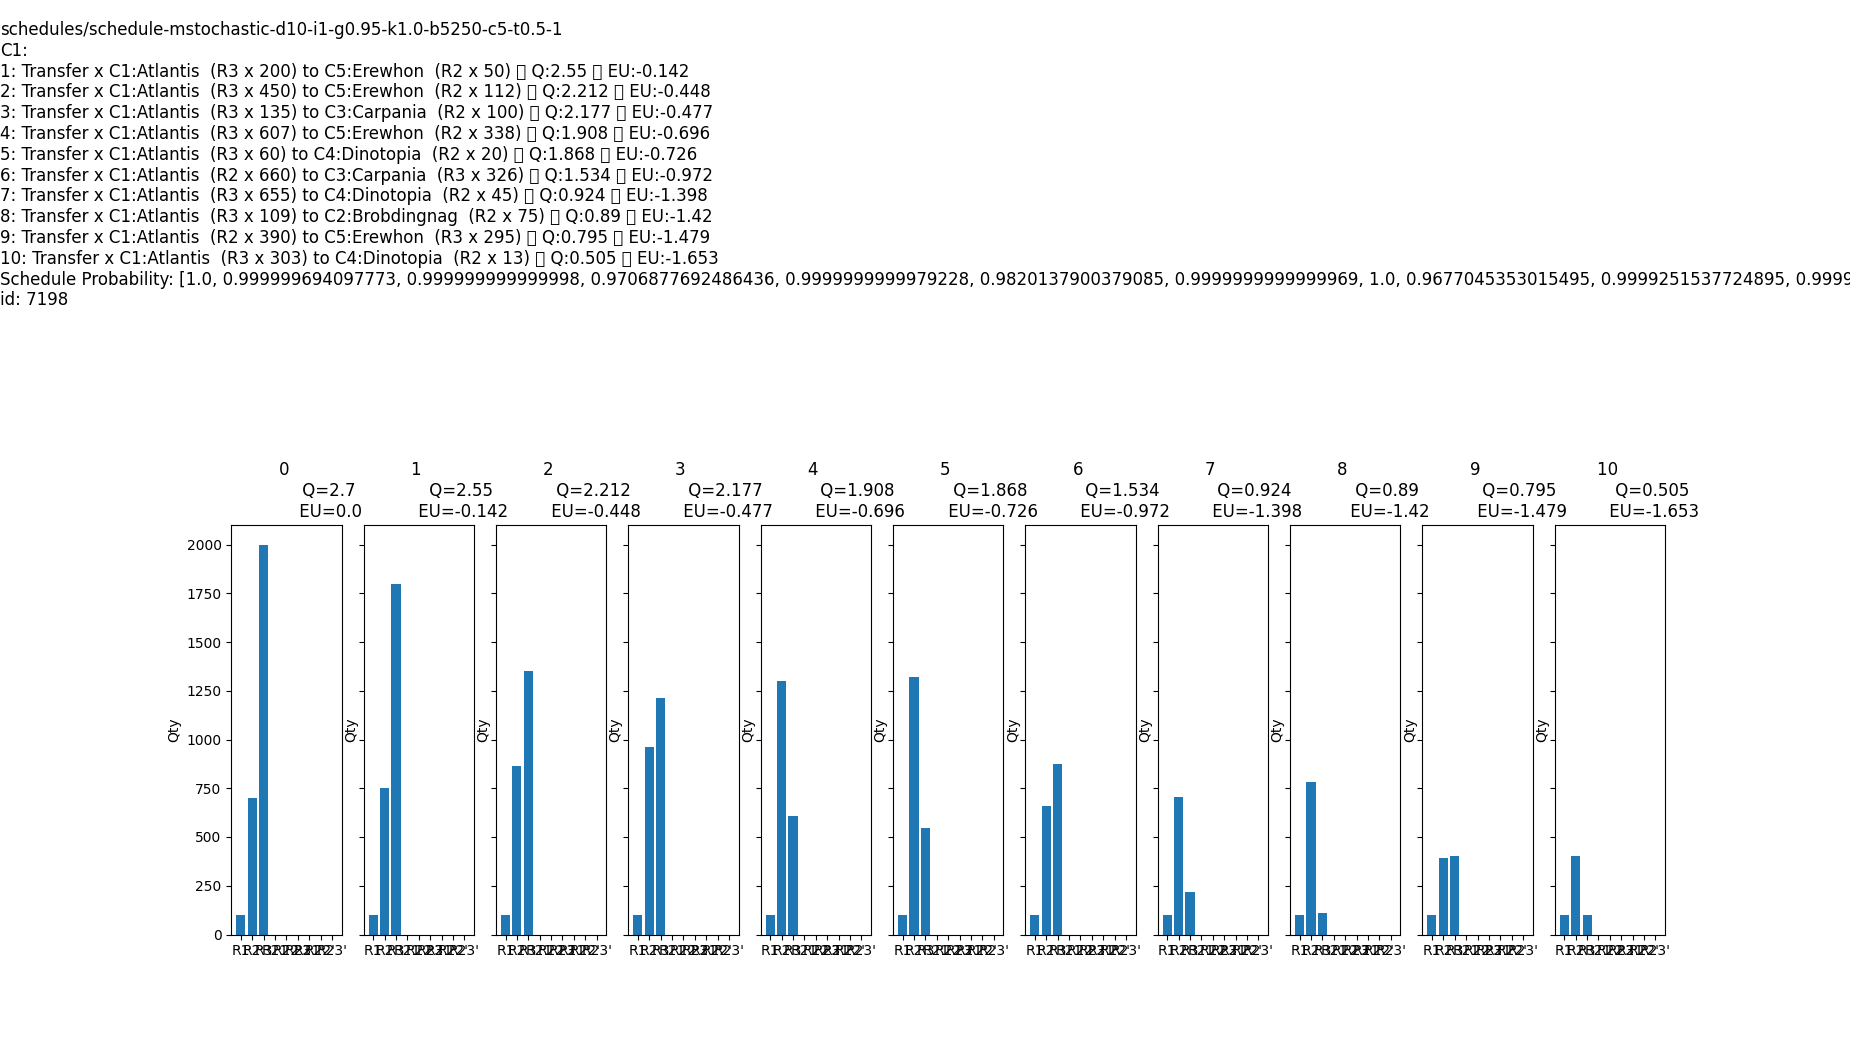 schedules/schedule-mstochastic-d10-i1-g0.95-k1.0-b5250-c5-t0.5-1
C1:
1: Transfer x C1:Atlantis  (R3 x 200) to C5:Erewhon  (R2 x 50) ▯ Q:2.55 ▯ EU:-0.142
2: Transfer x C1:Atlantis  (R3 x 450) to C5:Erewhon  (R2 x 112) ▯ Q:2.212 ▯ EU:-0.448
3: Transfer x C1:Atlantis  (R3 x 135) to C3:Carpania  (R2 x 100) ▯ Q:2.177 ▯ EU:-0.477
4: Transfer x C1:Atlantis  (R3 x 607) to C5:Erewhon  (R2 x 338) ▯ Q:1.908 ▯ EU:-0.696
5: Transfer x C1:Atlantis  (R3 x 60) to C4:Dinotopia  (R2 x 20) ▯ Q:1.868 ▯ EU:-0.726
6: Transfer x C1:Atlantis  (R2 x 660) to C3:Carpania  (R3 x 326) ▯ Q:1.534 ▯ EU:-0.972
7: Transfer x C1:Atlantis  (R3 x 655) to C4:Dinotopia  (R2 x 45) ▯ Q:0.924 ▯ EU:-1.398
8: Transfer x C1:Atlantis  (R3 x 109) to C2:Brobdingnag  (R2 x 75) ▯ Q:0.89 ▯ EU:-1.42
9: Transfer x C1:Atlantis  (R2 x 390) to C5:Erewhon  (R3 x 295) ▯ Q:0.795 ▯ EU:-1.479
10: Transfer x C1:Atlantis  (R3 x 303) to C4:Dinotopia  (R2 x 13) ▯ Q:0.505 ▯ EU:-1.653
Schedule Probability: [1.0, 0.999999694097773, 0.999999999999998, 0.9706877692486436, 0.9999999999979228, 0.9820137900379085, 0.9999999999999969, 1.0, 0.9677045353015495, 0.9999251537724895, 0.9999
id: 7198
0 1 2 3 4 5 6 7 8 9 10
Q=2.7 Q=2.55 Q=2.212 Q=2.177 Q=1.908 Q=1.868 Q=1.534 Q=0.924 Q=0.89 Q=0.795 Q=0.505
EU=0.0 EU=-0.142 EU=-0.448 EU=-0.477 EU=-0.696 EU=-0.726 EU=-0.972 EU=-1.398 EU=-1.42 EU=-1.479 EU=-1.653
2000
1750
1500
1250
1000
750
500
250
0
Qty Qty Qty Qty Qty Qty Qty Qty Qty Qty Qty